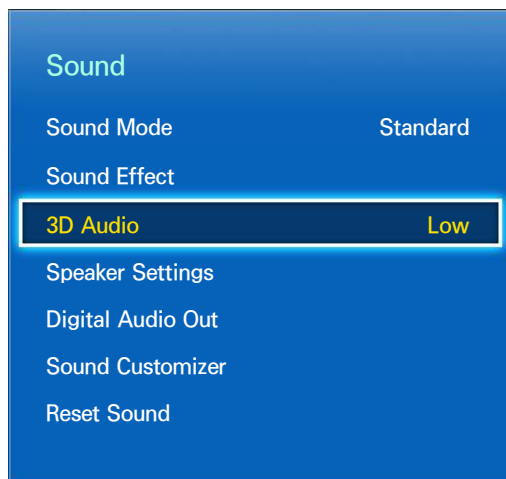 Sound
Sound Mode Standard
Sound Effect
3D Audio Low
Speaker Settings
Digital Audio Out
Sound Customizer
Reset Sound